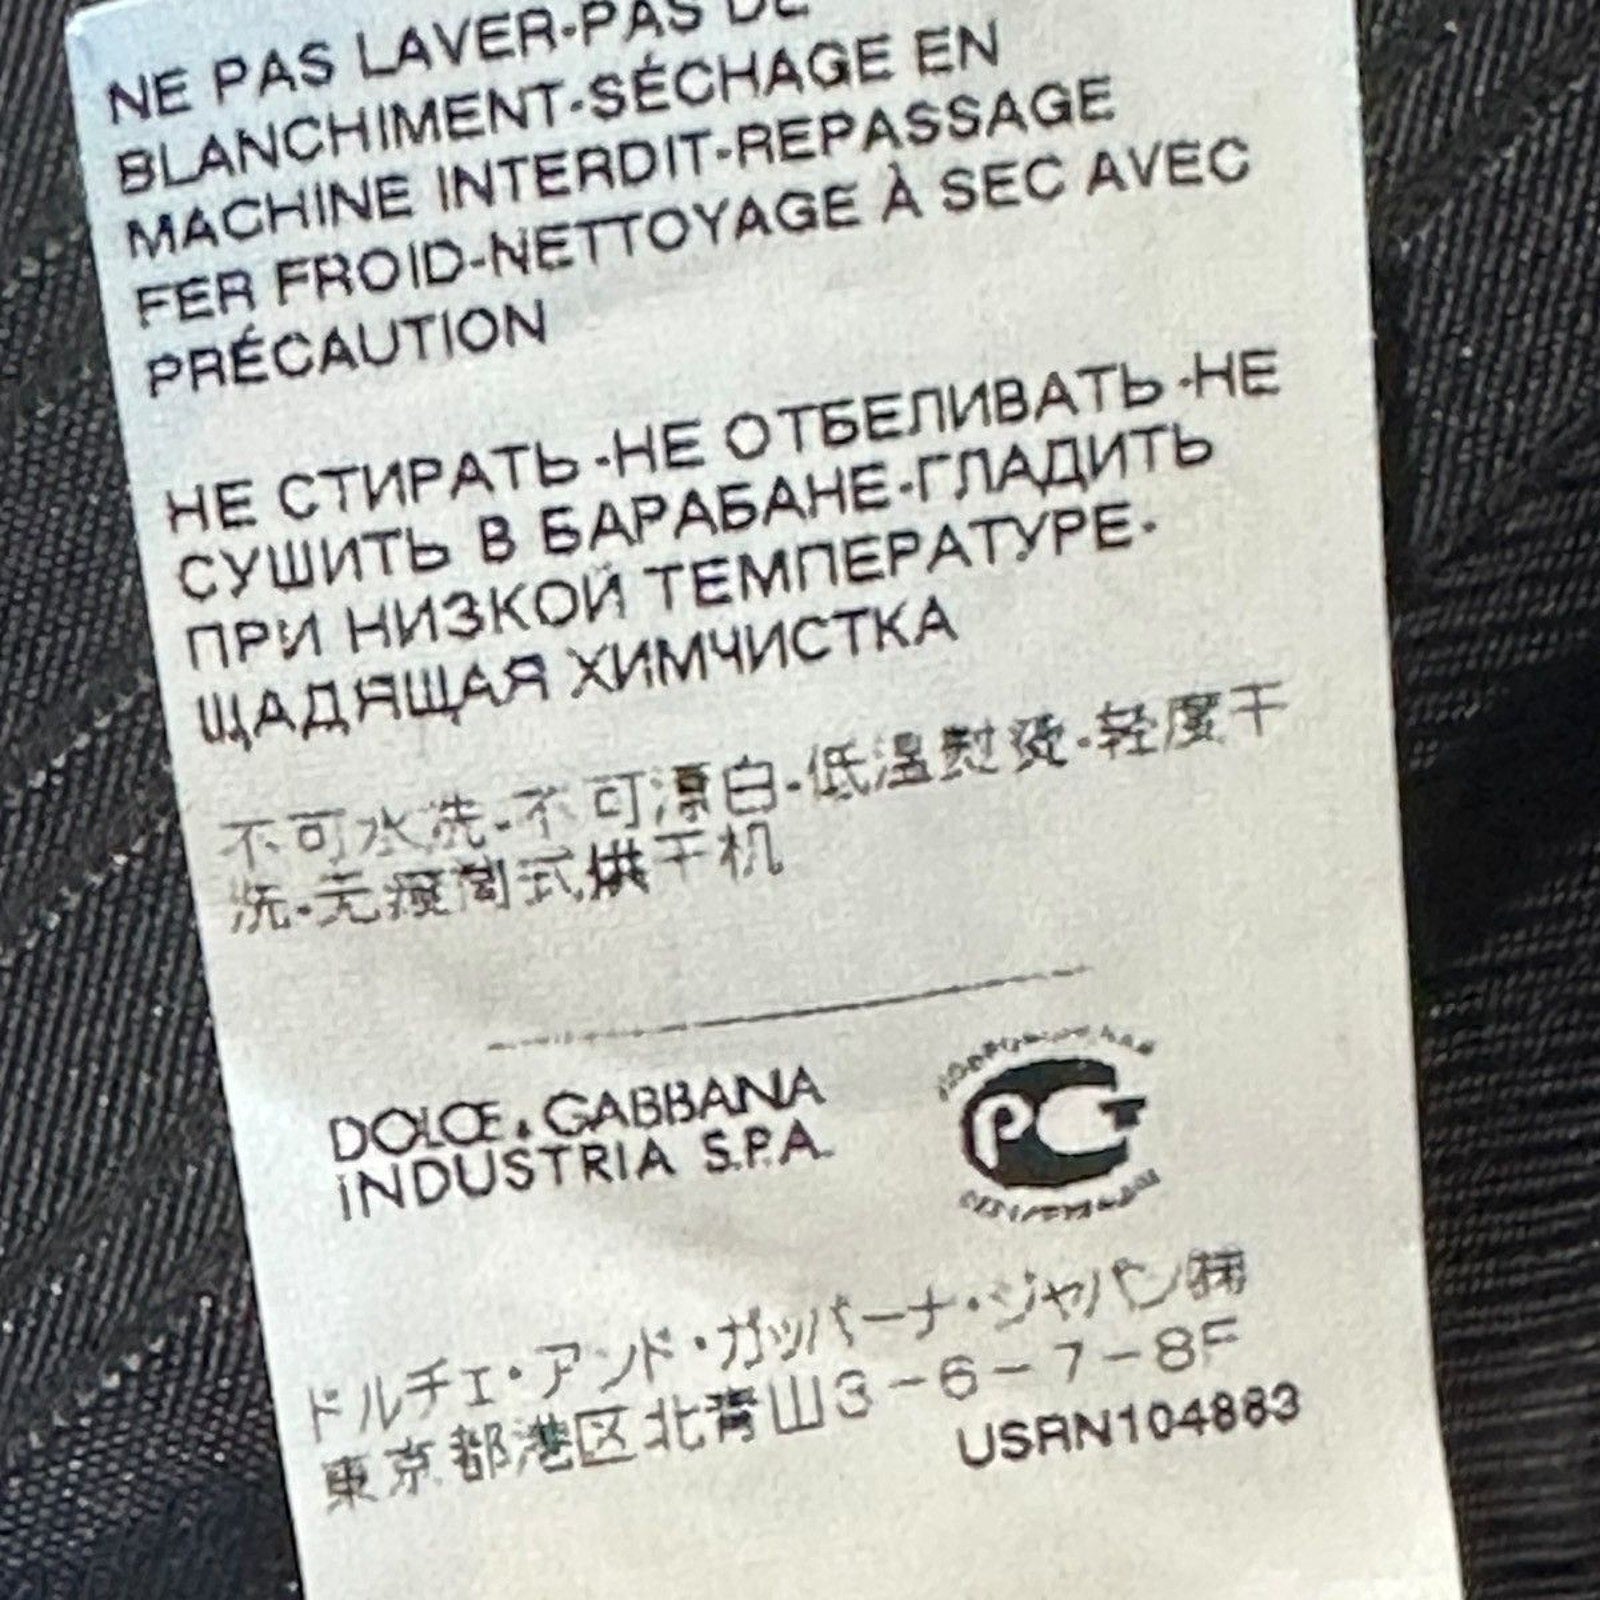 NE PAS LAVER-PAS DE
BLANCHIMENT-SÉCHAGE EN
MACHINE INTERDIT-REPASSAGE
FER FROID-NETTOYAGE À SEC AVEC
PRÉCAUTION
НЕ СТИРАТЬ-НЕ ОТБЕЛИВАТЬ-НЕ
СУШИТЬ В БАРАБАНЕ-ГЛАДИТЬ
ПРИ НИЗКОЙ ТЕМПЕРАТУРЕ-
ЩАДЯЩАЯ ХИМЧИСТКА
不可水洗-不可漂白-低温熨烫-轻度干
洗-无 式烘干机
DOLCE & GABBANA
INDUSTRIA S.P.A.
PCT
ドルチェ・アンド・ガッバーナ・ジャパン㈱
東京都港区北青山3-6-7-8F
USRN104883